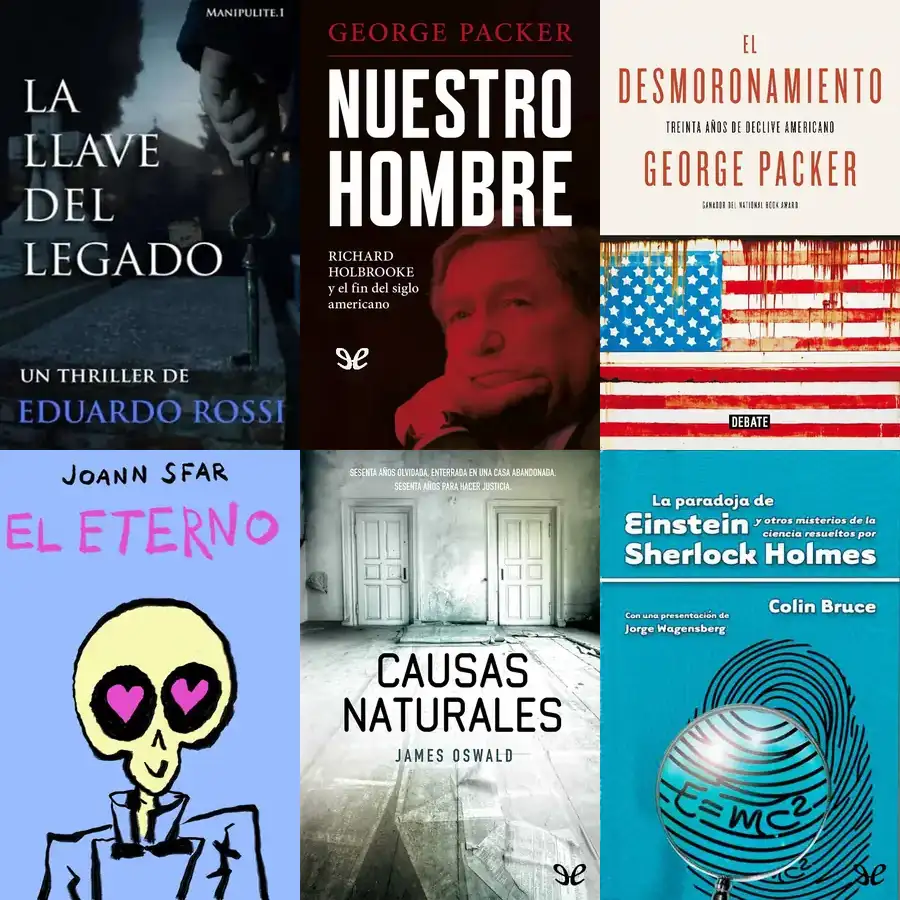 MANIPULITE.1
LA
LLAVE
DEL
LEGADO
UN THRILLER DE
EDUARDO ROSSI
GEORGE PACKER
NUESTRO
HOMBRE
RICHARD
HOLBROOKE
y el fin del siglo
americano
EL
DESMORONAMIENTO
TREINTA AÑOS DE DECLIVE AMERICANO
GEORGE PACKER
GANADOR DEL NATIONAL BOOK AWARD
DEBATE
JOANN SFAR
EL ETERNO
SESENTA AÑOS OLVIDADA, ENTERRADA EN UNA CASA ABANDONADA.
SESENTA AÑOS PARA HACER JUSTICIA.
CAUSAS
NATURALES
JAMES OSWALD
La paradoja de
Einstein y otros misterios de la
ciencia resueltos por
Sherlock Holmes
Colin Bruce
Con una presentación de
Jorge Wagensberg
E=mc²
mc²